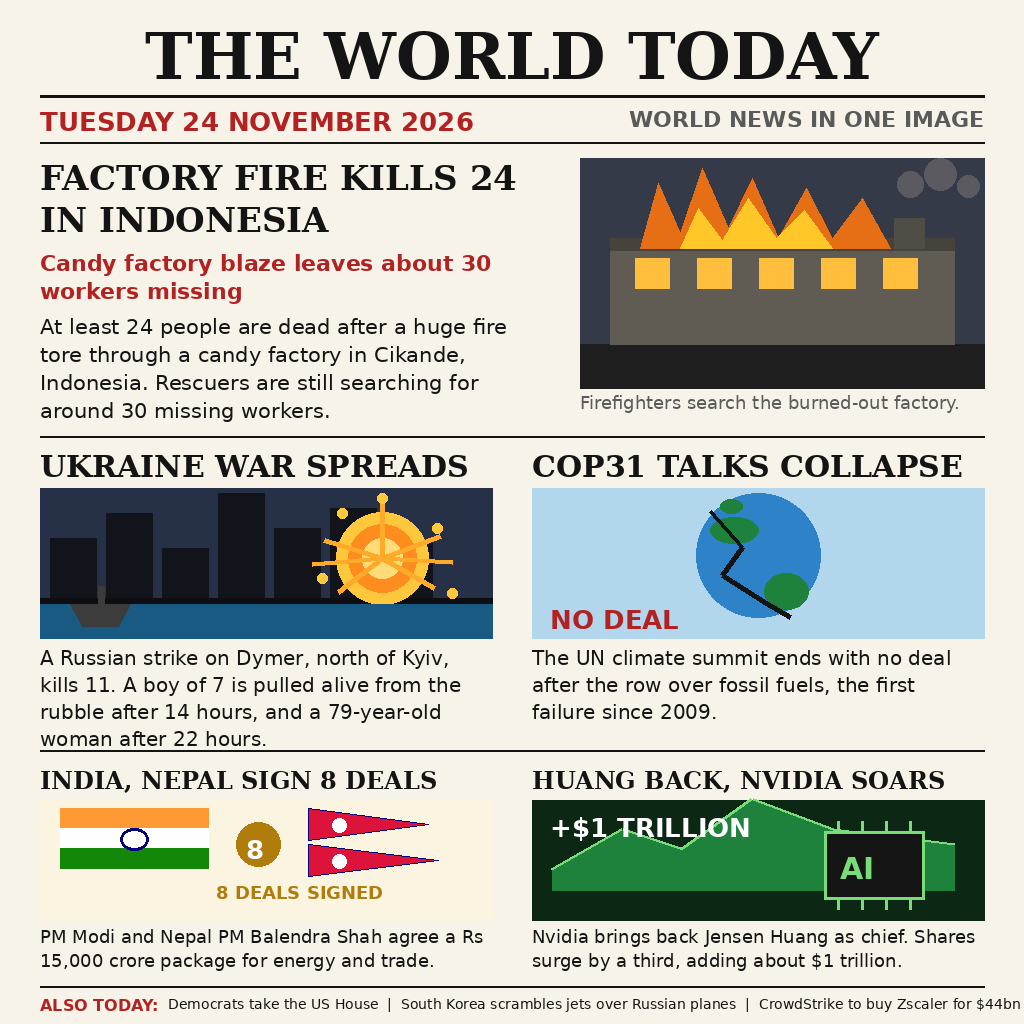 THE WORLD TODAY
TUESDAY 24 NOVEMBER 2026
WORLD NEWS IN ONE IMAGE
FACTORY FIRE KILLS 24
IN INDONESIA
Candy factory blaze leaves about 30
workers missing
At least 24 people are dead after a huge fire
tore through a candy factory in Cikande,
Indonesia. Rescuers are still searching for
around 30 missing workers.
Firefighters search the burned-out factory.
UKRAINE WAR SPREADS
A Russian strike on Dymer, north of Kyiv,
kills 11. A boy of 7 is pulled alive from the
rubble after 14 hours, and a 79-year-old
woman after 22 hours.
COP31 TALKS COLLAPSE
NO DEAL
The UN climate summit ends with no deal
after the row over fossil fuels, the first
failure since 2009.
INDIA, NEPAL SIGN 8 DEALS
8
8 DEALS SIGNED
PM Modi and Nepal PM Balendra Shah agree a Rs
15,000 crore package for energy and trade.
HUANG BACK, NVIDIA SOARS
+$1 TRILLION
AI
Nvidia brings back Jensen Huang as chief. Shares
surge by a third, adding about $1 trillion.
ALSO TODAY: Democrats take the US House | South Korea scrambles jets over Russian planes | CrowdStrike to buy Zscaler for $44bn